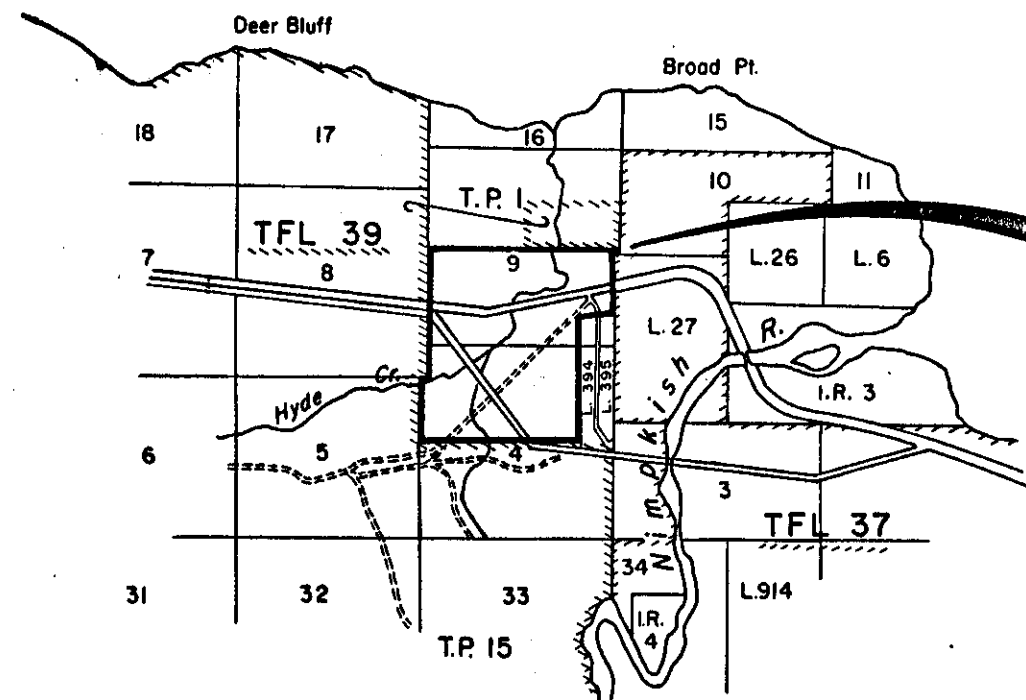 Deer Bluff
Broad Pt.
18
17
16
15
T.P. 1
10
11
TFL 39
7
8
9
L.26
L.6
L.27
R.
Cr.
L. 394
L. 395
I.R. 3
Hyde
Nimpkish
6
5
4
3
TFL 37
31
32
33
34
L.914
I.R.
4
T.P. 15